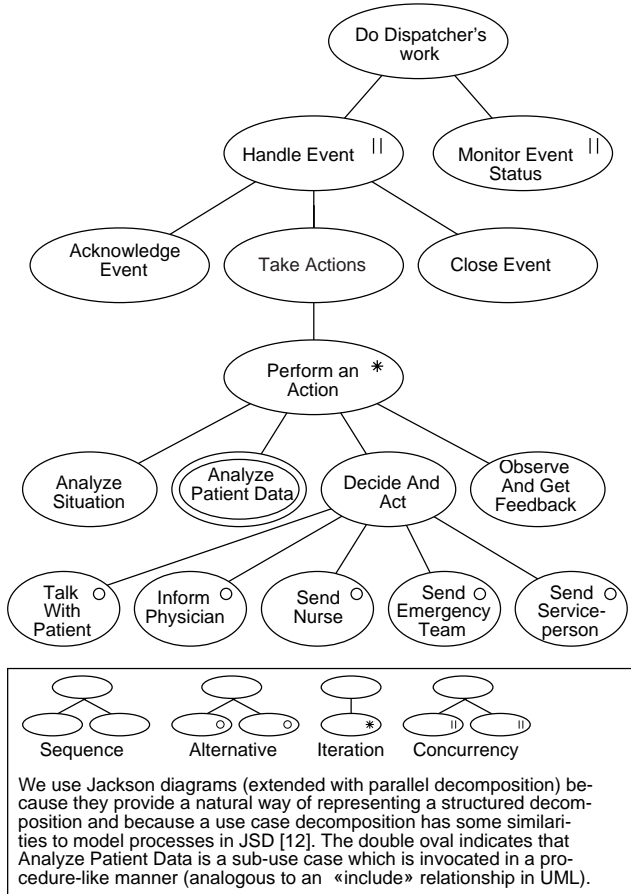 Do Dispatcher's
work
Handle Event ||
Monitor Event ||
Status
Acknowledge
Event
Take Actions
Close Event
Perform an *
Action
Analyze
Situation
Analyze
Patient Data
Decide And
Act
Observe
And Get
Feedback
Talk
With
Patient
Inform
Physician
Send
Nurse
Send
Emergency
Team
Send
Service-
person
Sequence
Alternative
Iteration
Concurrency
We use Jackson diagrams (extended with parallel decomposition) be-
cause they provide a natural way of representing a structured decom-
position and because a use case decomposition has some similari-
ties to model processes in JSD [12]. The double oval indicates that
Analyze Patient Data is a sub-use case which is invocated in a pro-
cedure-like manner (analogous to an «include» relationship in UML).